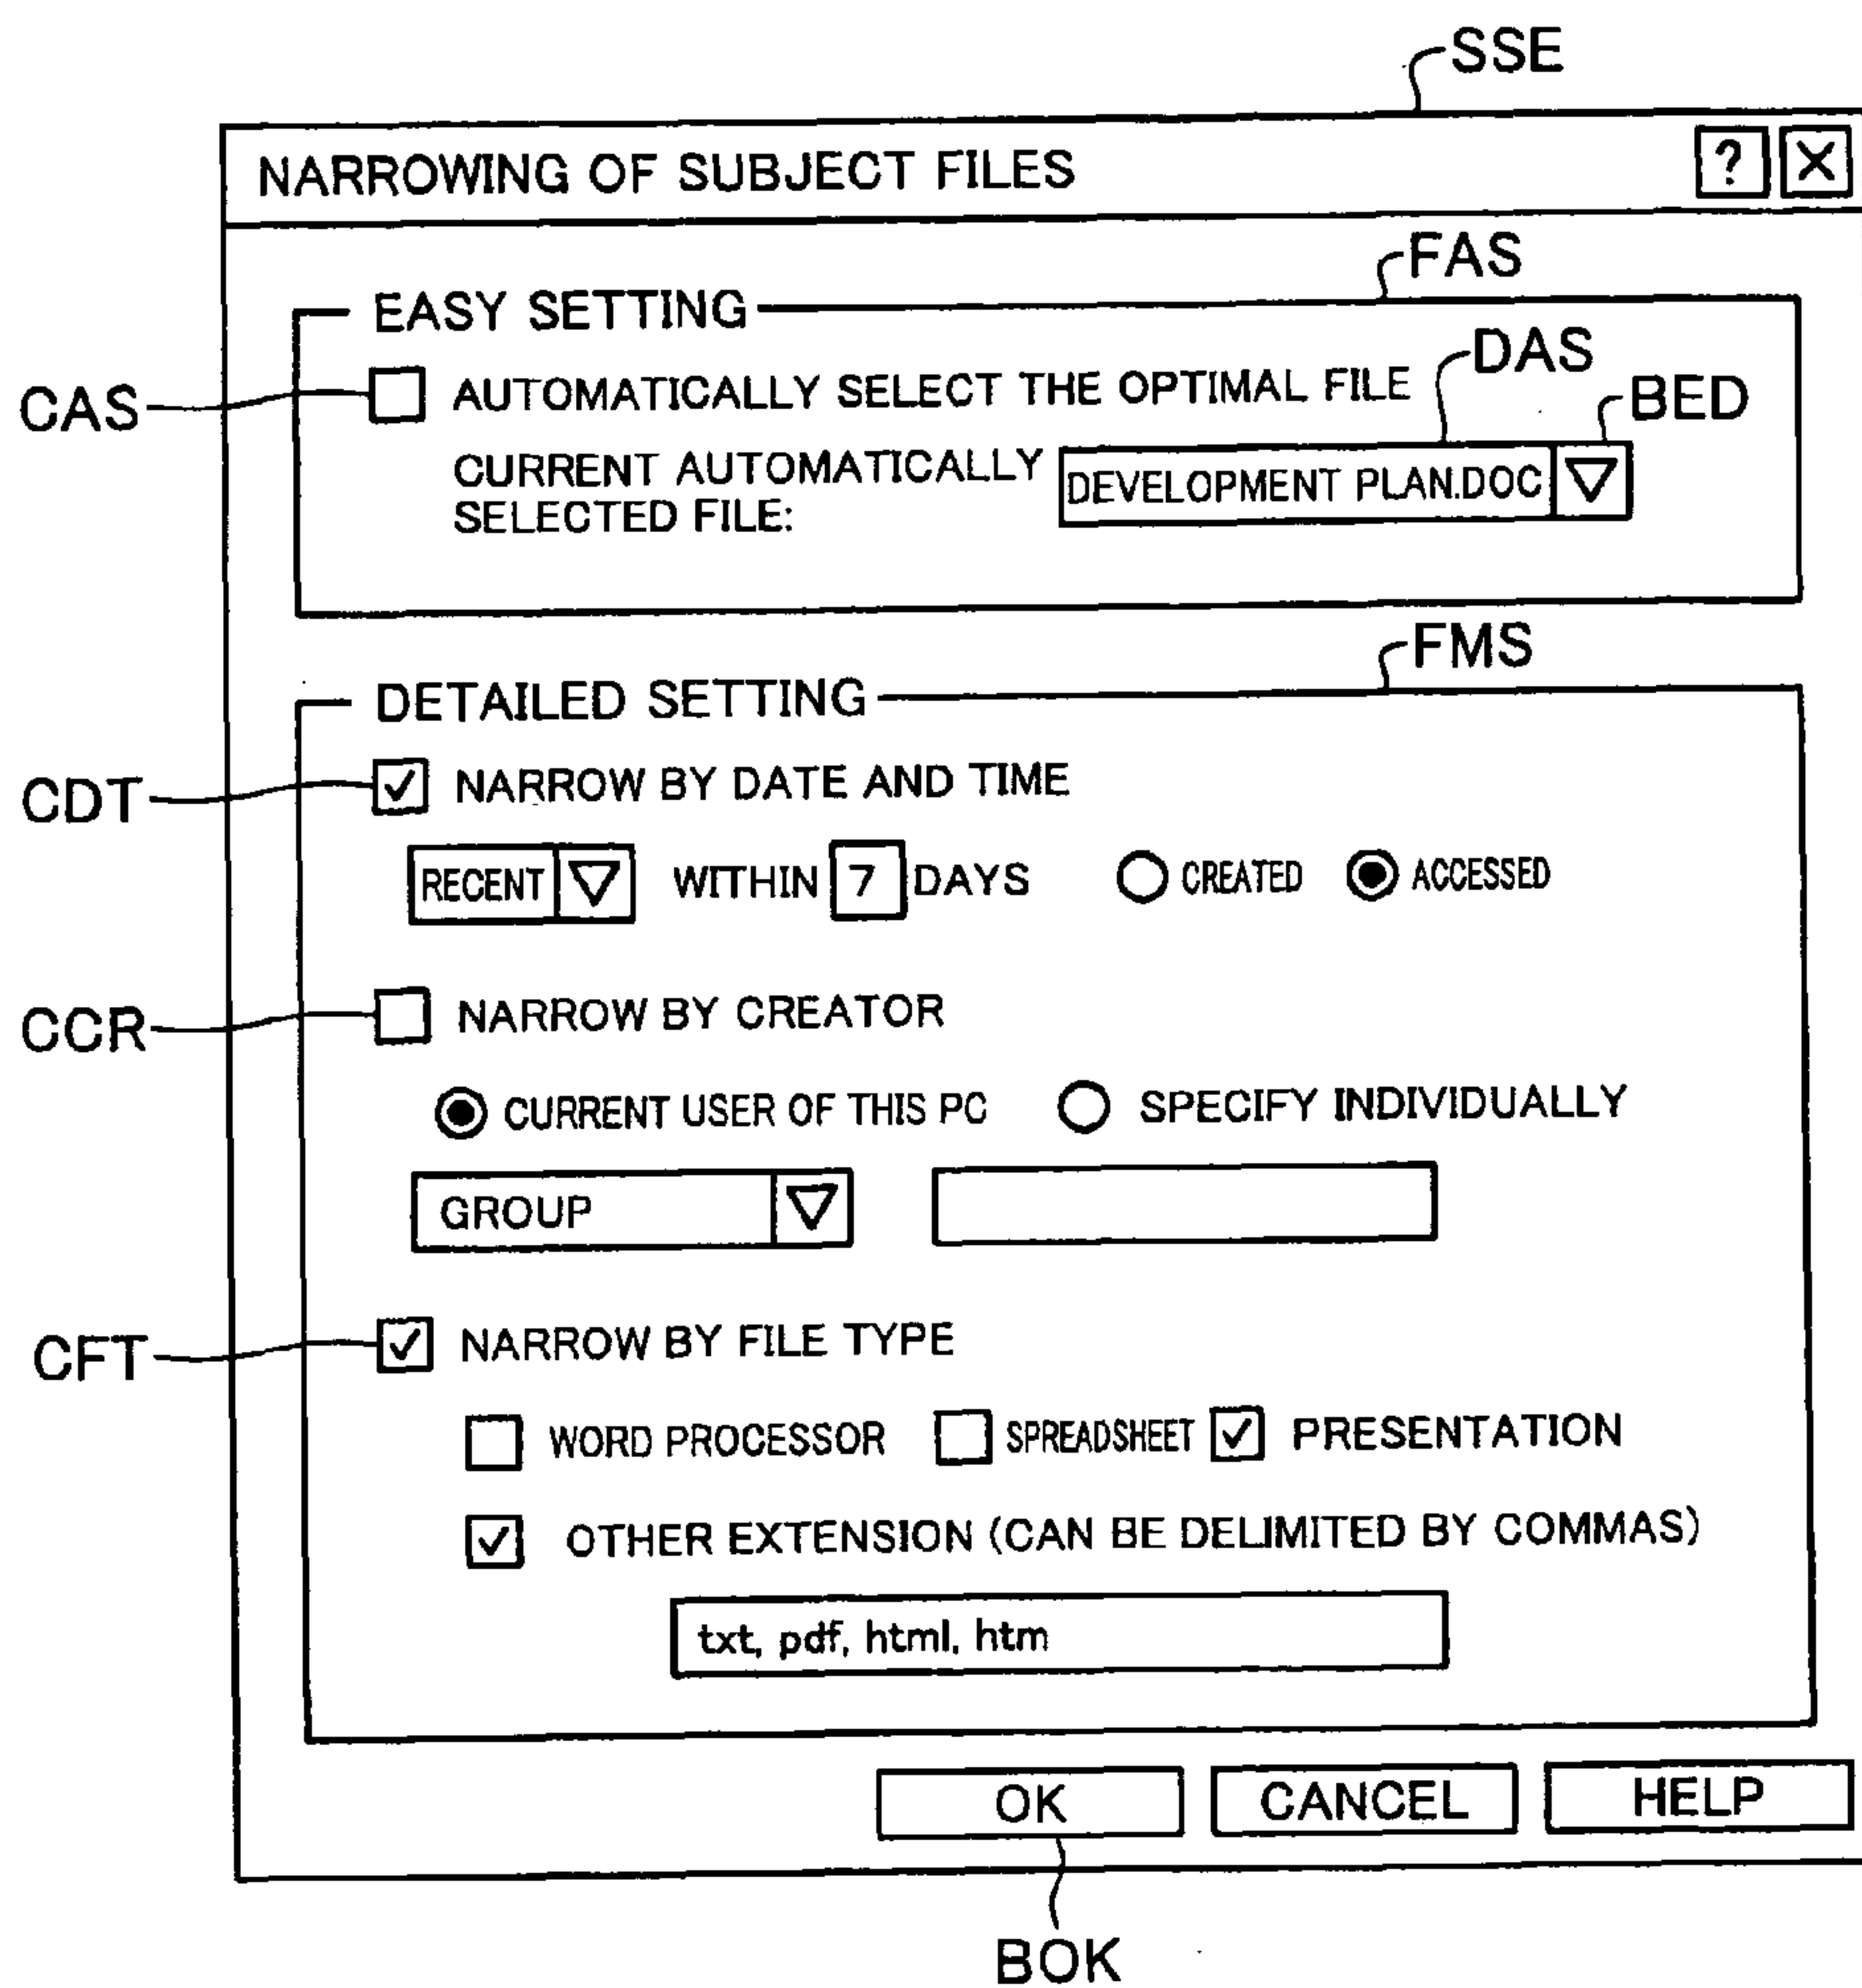 SSE
NARROWING OF SUBJECT FILES ? X
FAS
EASY SETTING
DAS
CAS AUTOMATICALLY SELECT THE OPTIMAL FILE BED
CURRENT AUTOMATICALLY
SELECTED FILE: DEVELOPMENT PLAN.DOC
FMS
DETAILED SETTING
CDT NARROW BY DATE AND TIME
RECENT WITHIN 7 DAYS CREATED ACCESSED
CCR NARROW BY CREATOR
CURRENT USER OF THIS PC SPECIFY INDIVIDUALLY
GROUP
CFT NARROW BY FILE TYPE
WORD PROCESSOR SPREADSHEET PRESENTATION
OTHER EXTENSION (CAN BE DELIMITED BY COMMAS)
txt, pdf, html, htm
OK CANCEL HELP
BOK